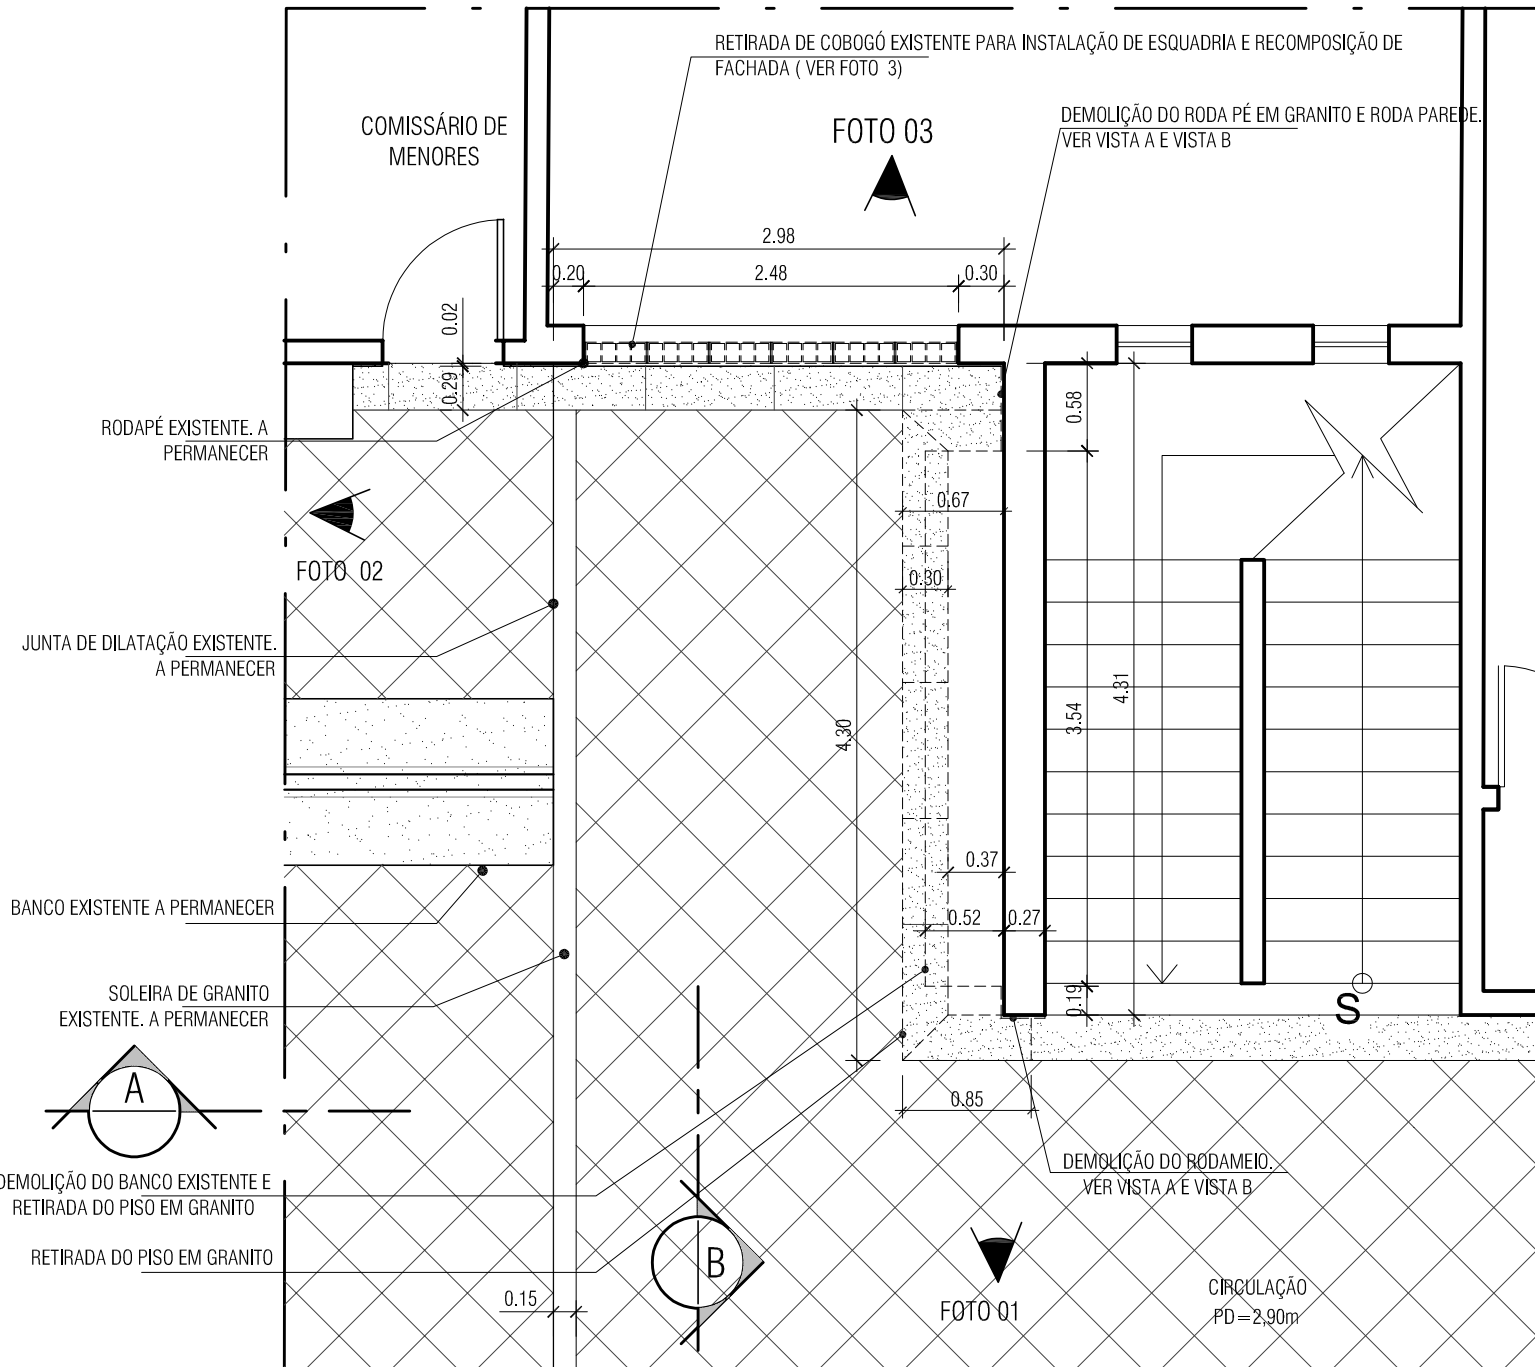 RETIRADA DE COBOGÓ EXISTENTE PARA INSTALAÇÃO DE ESQUADRIA E RECOMPOSIÇÃO DE
FACHADA ( VER FOTO 3)
COMISSÁRIO DE
MENORES
FOTO 03
DEMOLIÇÃO DO RODA PÉ EM GRANITO E RODA PAREDE.
VER VISTA A E VISTA B
2.98
0.20
2.48
0.30
0.02
0.29
0.58
RODAPÉ EXISTENTE. A
PERMANECER
0.67
FOTO 02
0.30
JUNTA DE DILATAÇÃO EXISTENTE.
A PERMANECER
4.30
3.54
4.31
0.37
BANCO EXISTENTE A PERMANECER
0.52
0.27
SOLEIRA DE GRANITO
EXISTENTE. A PERMANECER
0.19
S
A
0.85
DEMOLIÇÃO DO RODAMEIO.
VER VISTA A E VISTA B
DEMOLIÇÃO DO BANCO EXISTENTE E
RETIRADA DO PISO EM GRANITO
RETIRADA DO PISO EM GRANITO
B
0.15
FOTO 01
CIRCULAÇÃO
PD=2,90m